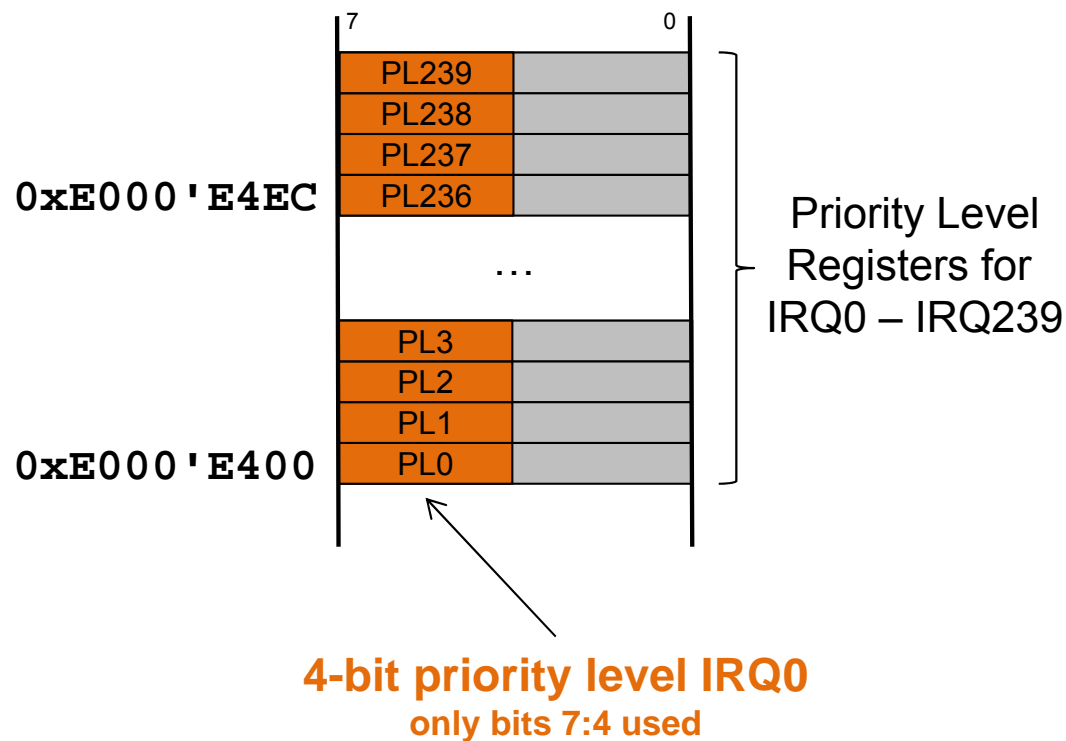 7 0
PL239
PL238
PL237
0xE000'E4EC PL236
...
PL3
PL2
PL1
0xE000'E400 PL0
Priority Level
Registers for
IRQ0 – IRQ239
4-bit priority level IRQ0
only bits 7:4 used